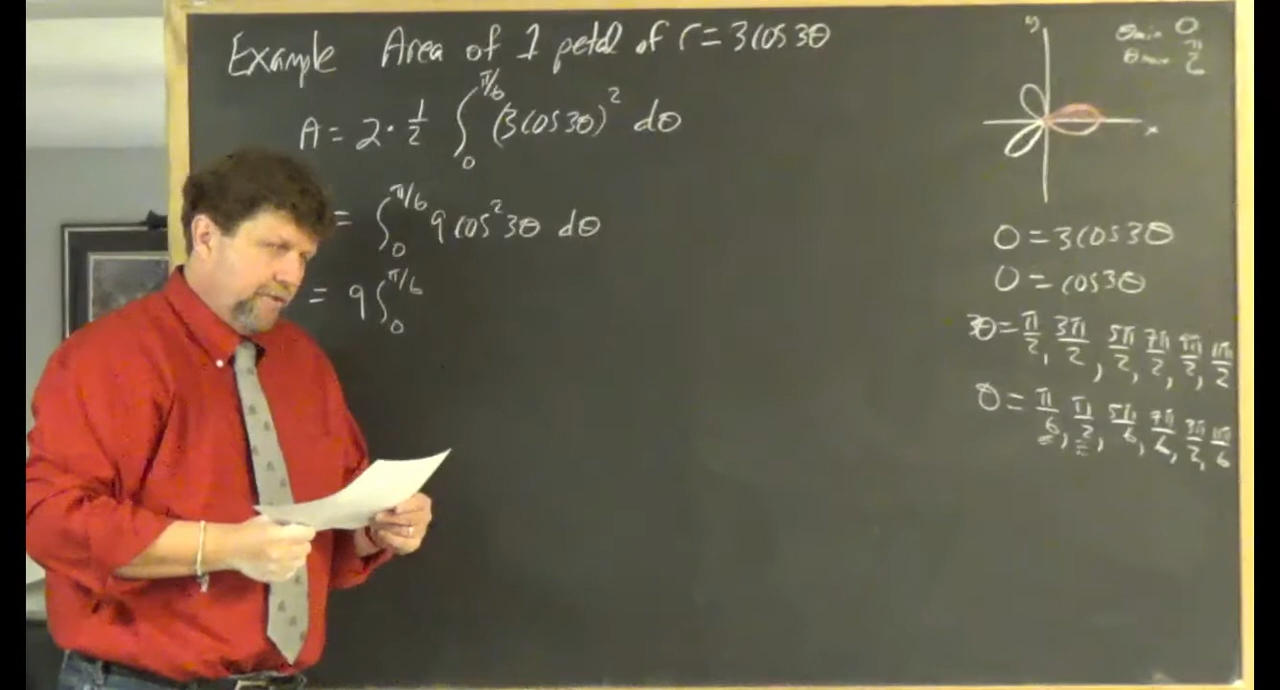 Example Area of 1 petal of r = 3cos3θ
A = 2 · 1/2 ∫₀^π/6 (3cos3θ)² dθ
= ∫₀^π/6 9cos²3θ dθ
= 9∫₀^π/6
y
x
θmin 0
θmax π/2
0 = 3cos3θ
0 = cos3θ
3θ = π/2, 3π/2, 5π/2, 7π/2, 9π/2, 11π/2
θ = π/6, π/2, 5π/6, 7π/6, 3π/2, 11π/6